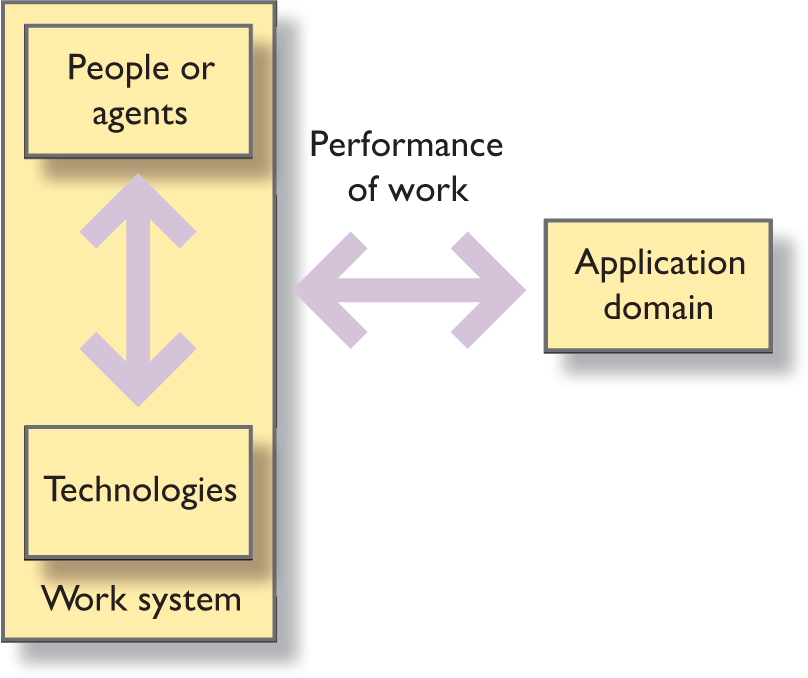 People or
agents
Performance
of work
Application
domain
Technologies
Work system